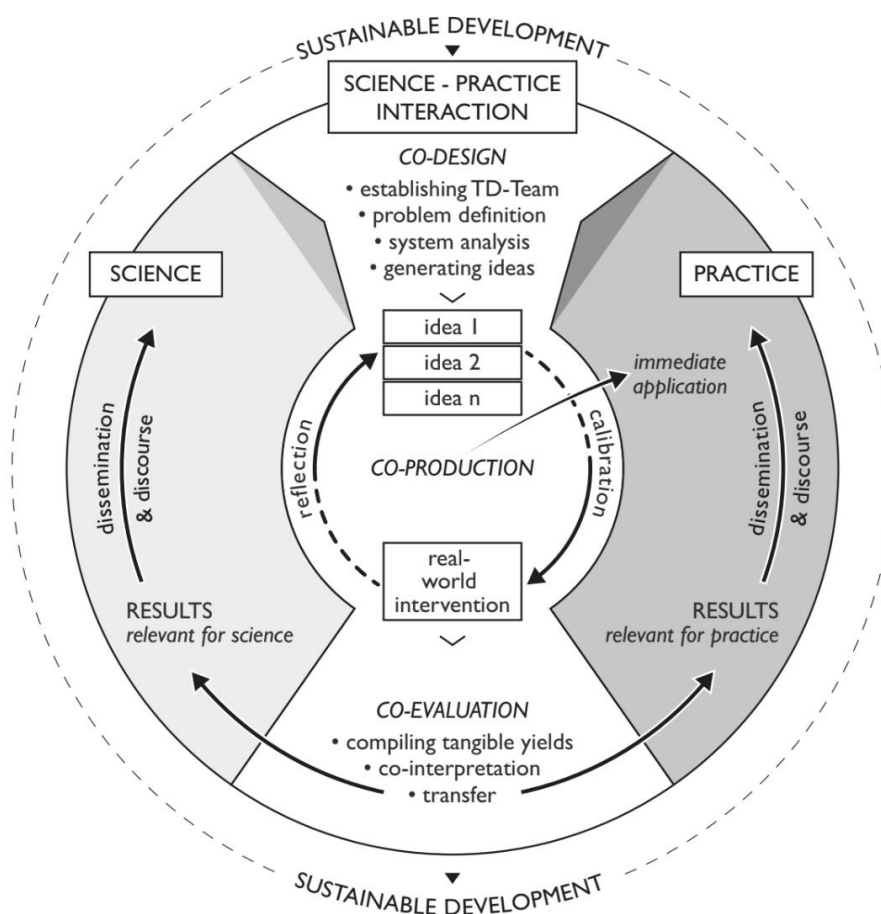 SUSTAINABLE DEVELOPMENT
SCIENCE - PRACTICE
INTERACTION
CO-DESIGN
• establishing TD-Team
• problem definition
• system analysis
• generating ideas
SCIENCE
PRACTICE
idea 1
idea 2
idea n
immediate
application
reflection
calibration
CO-PRODUCTION
dissemination
& discourse
dissemination
& discourse
real-
world
intervention
RESULTS
relevant for science
RESULTS
relevant for practice
CO-EVALUATION
• compiling tangible yields
• co-interpretation
• transfer
SUSTAINABLE DEVELOPMENT